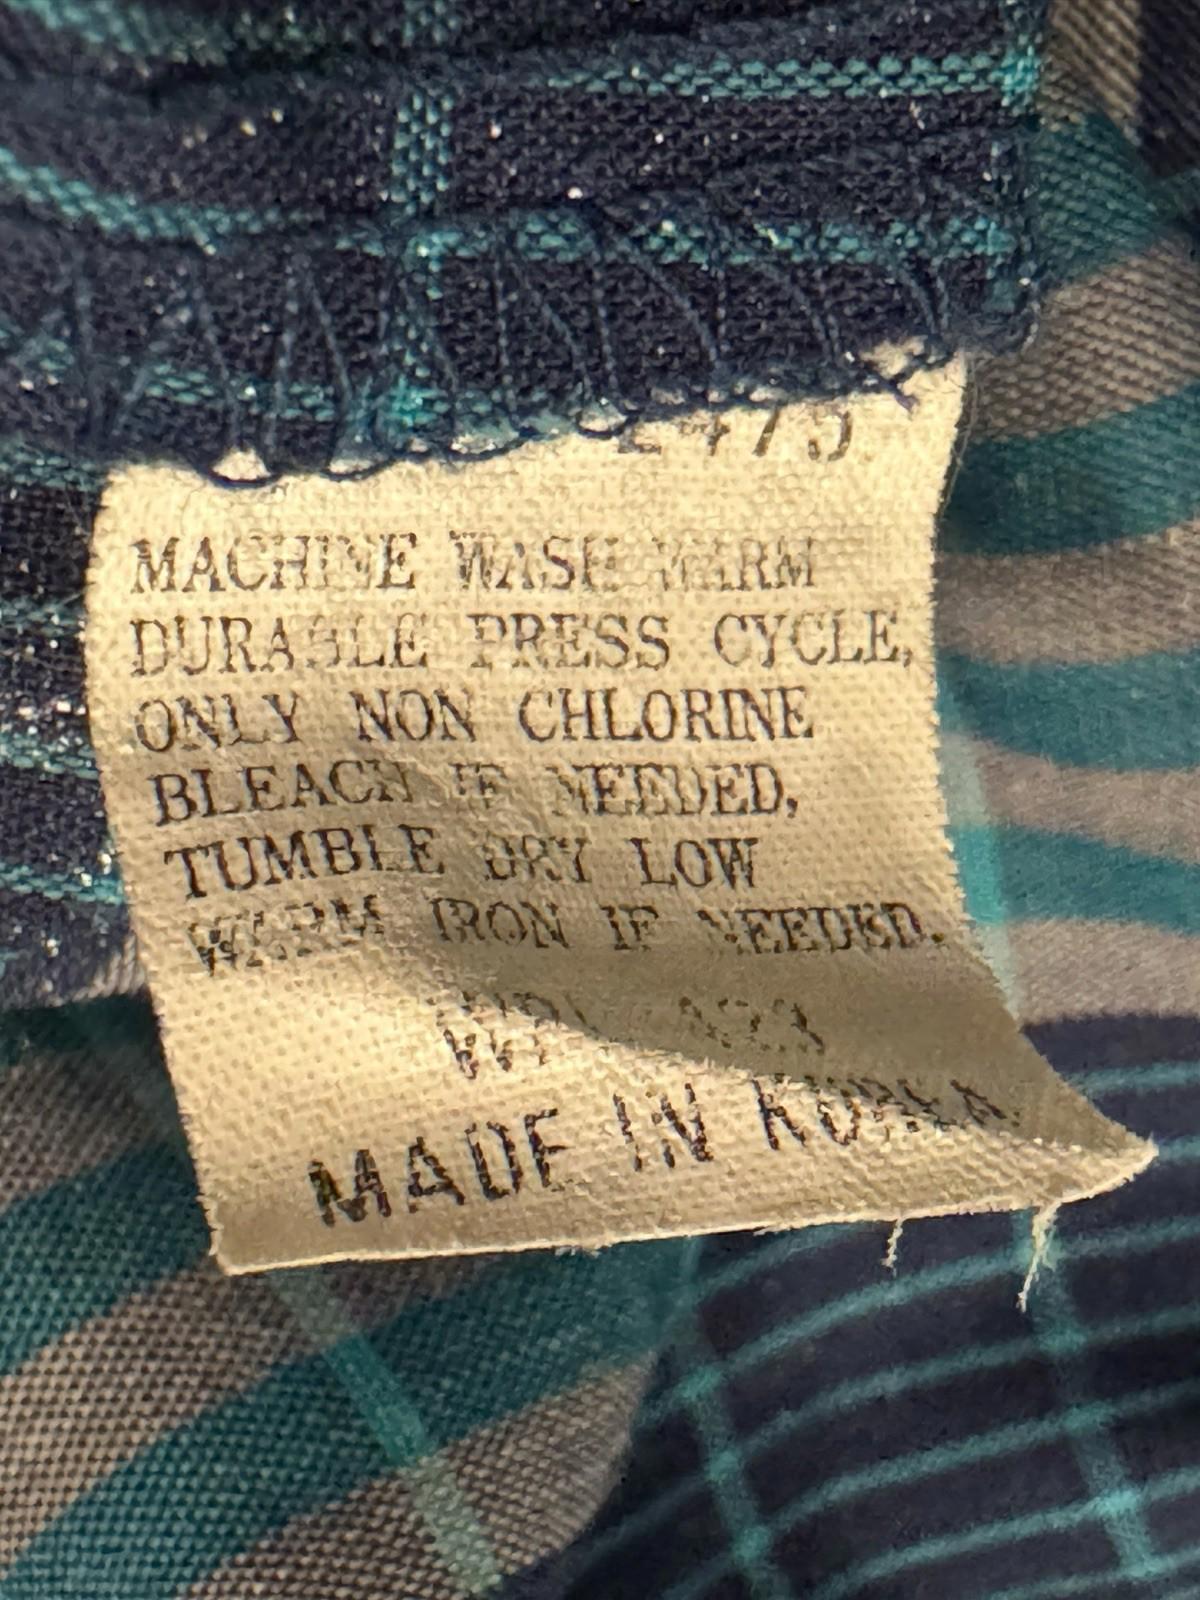 MACHINE WASH WARM
DURABLE PRESS CYCLE,
ONLY NON CHLORINE
BLEACH IF NEEDED,
TUMBLE DRY LOW
WARM IRON IF NEEDED.
MADE IN KOREA